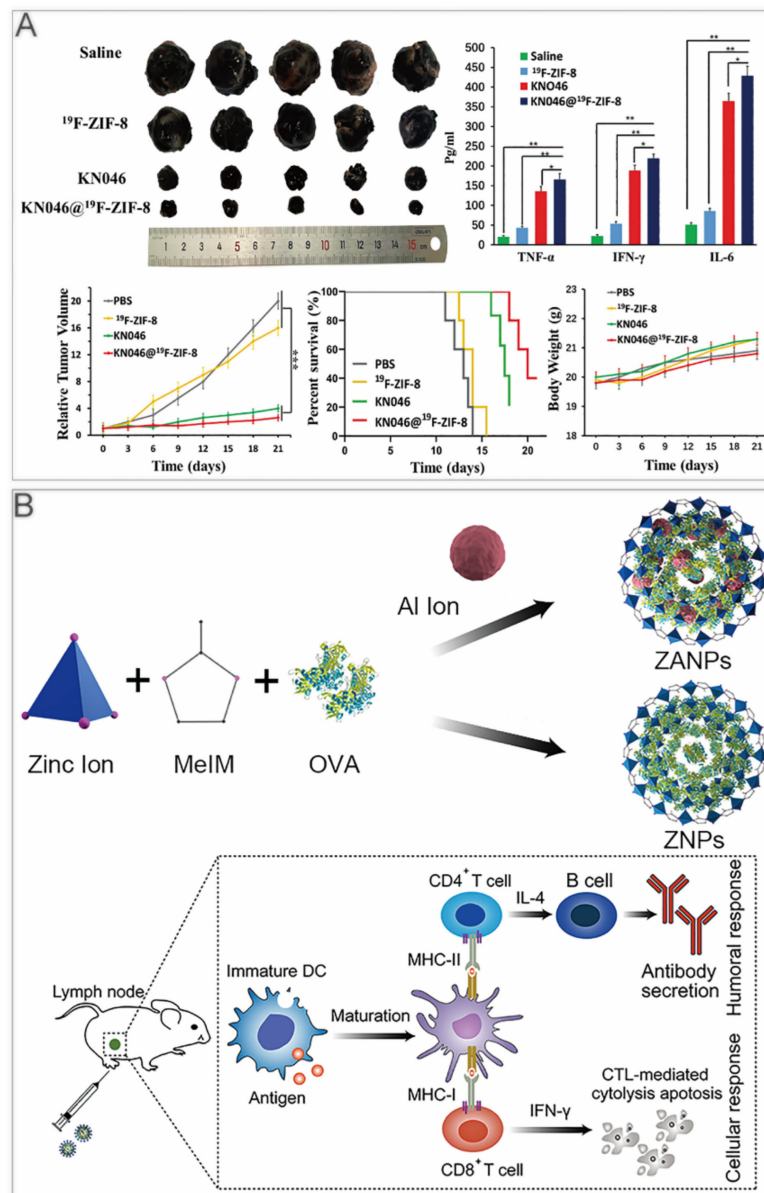 A
Saline
¹⁹F-ZIF-8
KN046
KN046@¹⁹F-ZIF-8
1 2 3 4 5 6 7 8 9 10 11 12 13 14 15 cm
500
450
400
350
300
250
200
150
100
50
0
Pg/ml
Saline
¹⁹F-ZIF-8
KNO46
KN046@¹⁹F-ZIF-8
** ** *
** ** *
** ** *
TNF-α IFN-γ IL-6
Relative Tumor Volume
20
16
12
8
4
0
PBS
¹⁹F-ZIF-8
KN046
KN046@¹⁹F-ZIF-8
***
0 3 6 9 12 15 18 21
Time (days)
Percent survival (%)
100
80
60
40
20
0
PBS
¹⁹F-ZIF-8
KN046
KN046@¹⁹F-ZIF-8
0 5 10 15 20
Time (days)
Body Weight (g)
22
21
20
19
18
PBS
¹⁹F-ZIF-8
KN046
KN046@¹⁹F-ZIF-8
0 3 6 9 12 15 18 21
Time (days)
B
Al Ion
ZANPs
+ + 
Zinc Ion MeIM OVA
ZNPs
Lymph node
Immature DC
Antigen
Maturation
CD4⁺ T cell
IL-4
B cell
MHC-II
Antibody
secretion
Humoral response
MHC-I
CD8⁺ T cell
IFN-γ
CTL-mediated
cytolysis apotosis
Cellular response